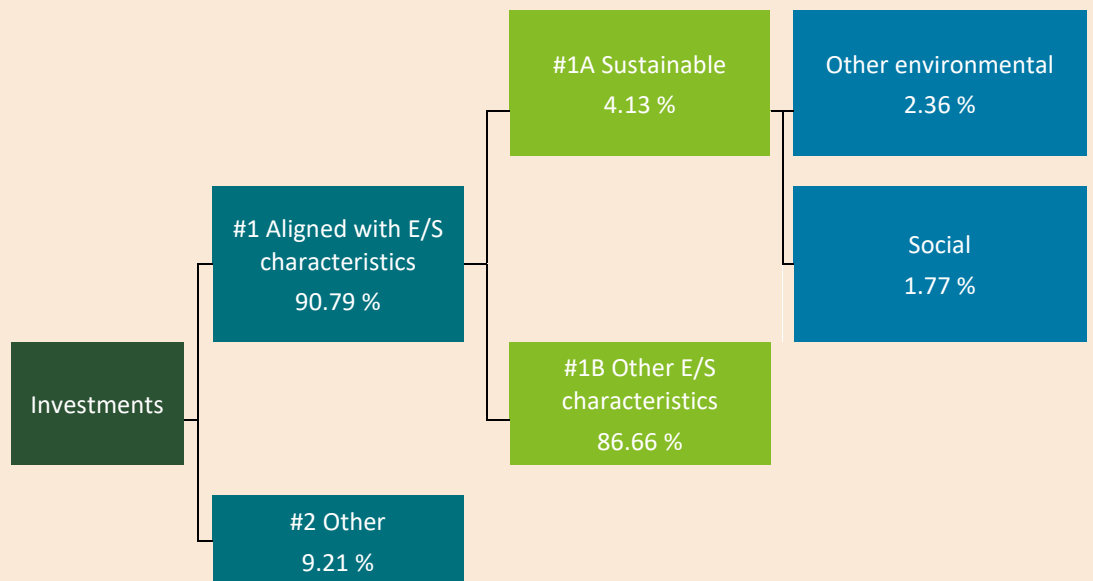 Investments
#1 Aligned with E/S
characteristics
90.79 %
#2 Other
9.21 %
#1A Sustainable
4.13 %
#1B Other E/S
characteristics
86.66 %
Other environmental
2.36 %
Social
1.77 %